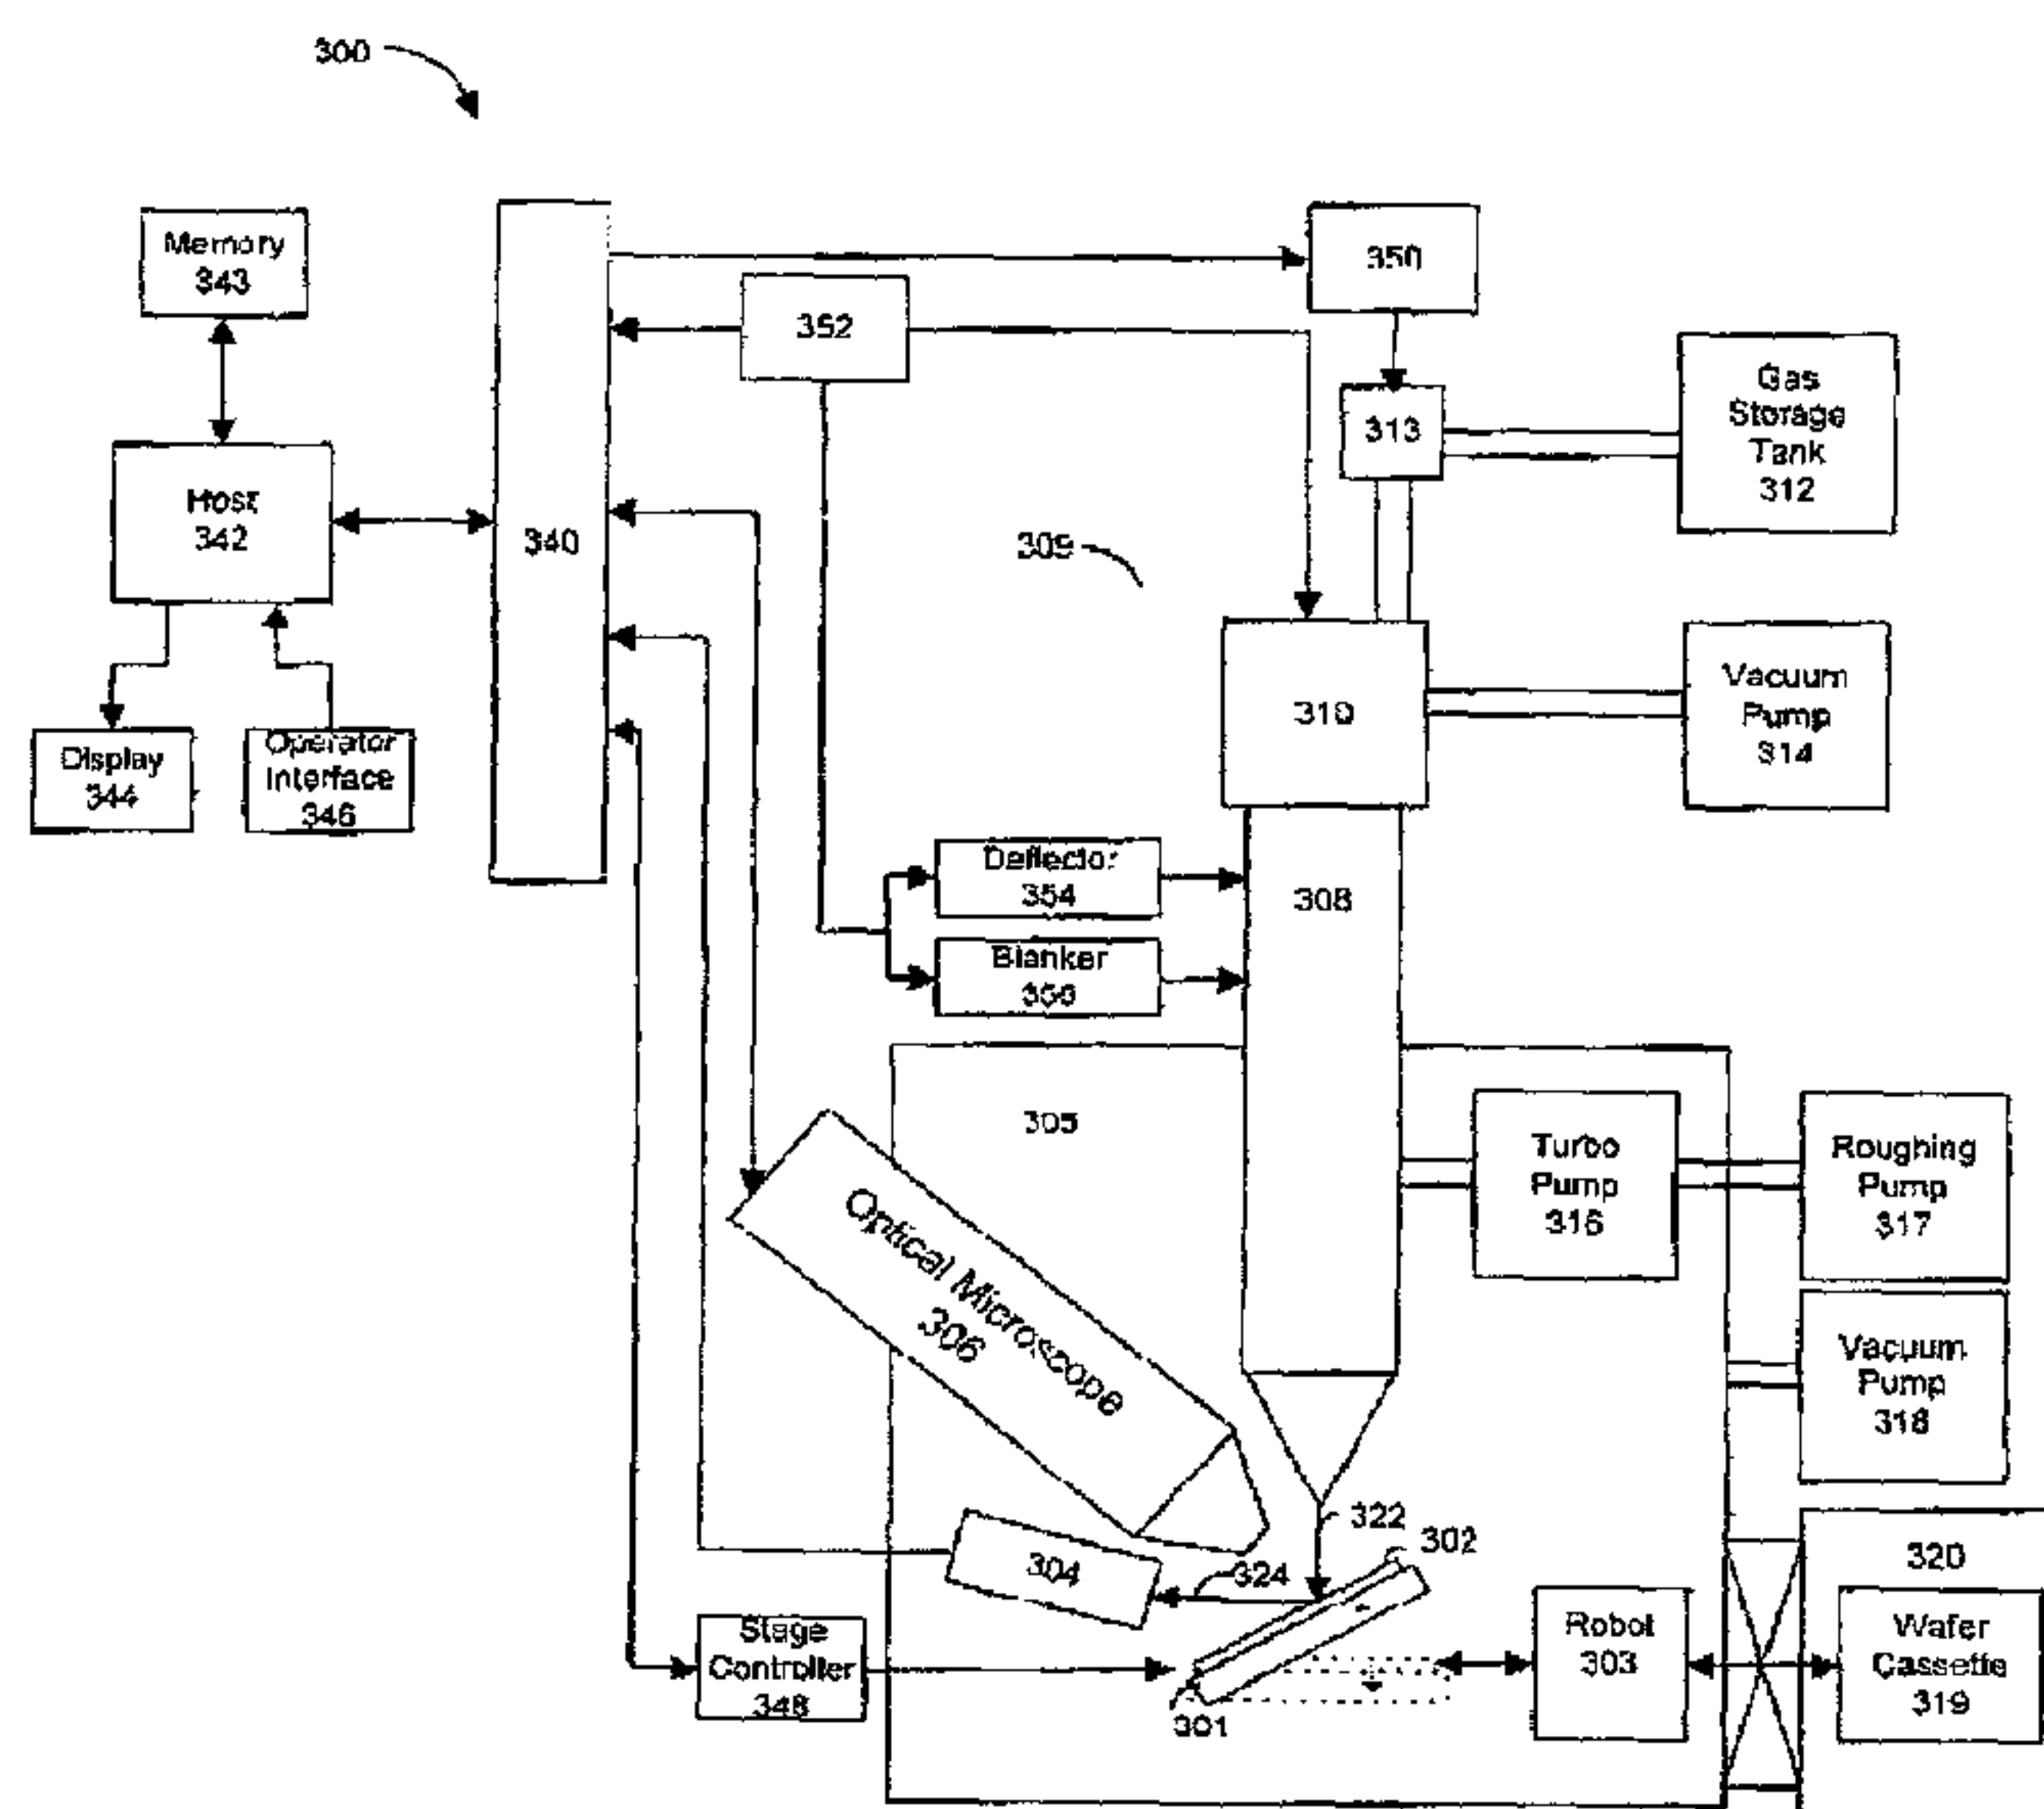 300
Memory
343
350
352
Gas
Storage
Tank
312
313
Host
342
340
309
Vacuum
Pump
314
310
Display
344
Operator
Interface
346
Deflector
354
308
Blanker
356
305
Turbo
Pump
316
Roughing
Pump
317
Optical Microscope
306
Vacuum
Pump
318
322
302
304
324
320
Stage
Controller
348
Robot
303
Wafer
Cassette
319
301